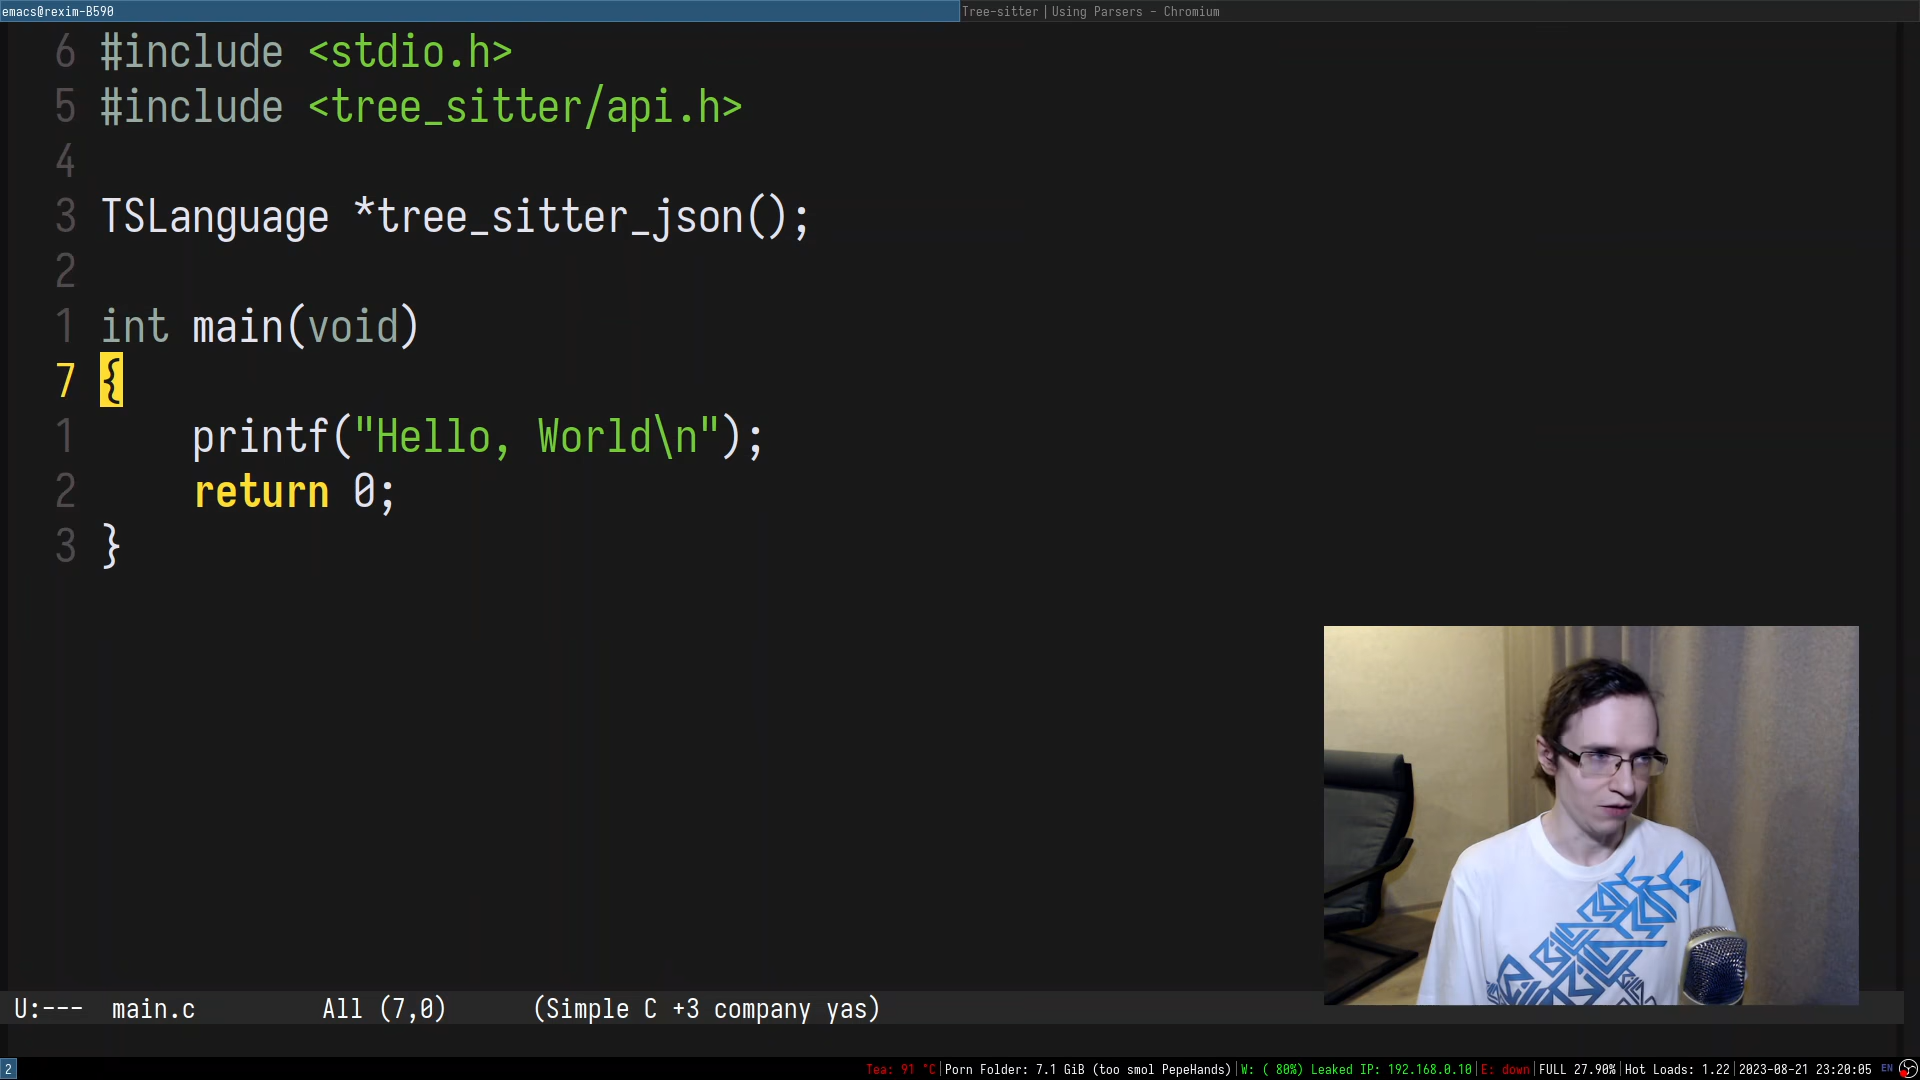 emacs@rexim-B590
Tree-sitter|Using Parsers - Chromium
6 #include <stdio.h>
5 #include <tree_sitter/api.h>
4
3 TSLanguage *tree_sitter_json();
2
1 int main(void)
7 {
1     printf("Hello, World\n");
2     return 0;
3 }
U:--- main.c All (7,0) (Simple C +3 company yas)
2
Tea: 91 °C|Porn Folder: 7.1 GiB (too smol PepeHands)|W: ( 80%) Leaked IP: 192.168.0.10|E: down|FULL 27.90%|Hot Loads: 1.22|2023-08-21 23:20:05 EN